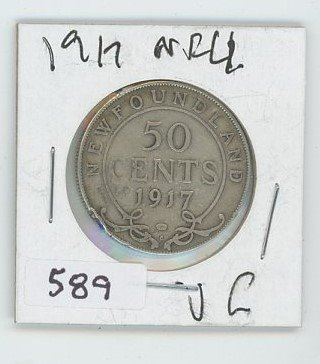 1917 NFLD
NEWFOUNDLAND
50
CENTS
1917
589
VG